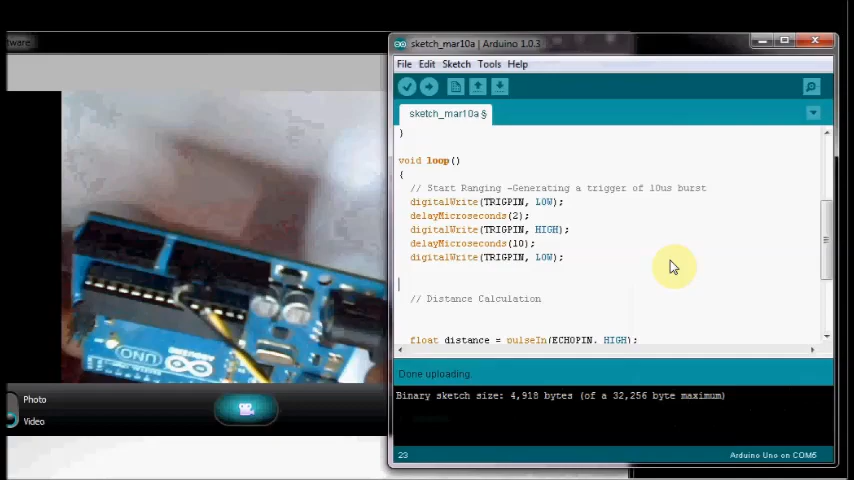 tware
sketch_mar10a | Arduino 1.0.3
File Edit Sketch Tools Help
sketch_mar10a §
}
void loop()
{
// Start Ranging -Generating a trigger of 10us burst
digitalWrite(TRIGPIN, LOW);
delayMicroseconds(2);
digitalWrite(TRIGPIN, HIGH);
delayMicroseconds(10);
digitalWrite(TRIGPIN, LOW);
// Distance Calculation
float distance = pulseIn(ECHOPIN, HIGH);
Done uploading.
Binary sketch size: 4,918 bytes (of a 32,256 byte maximum)
23
Arduino Uno on COM5
UNO
ARDUINO
Photo
Video